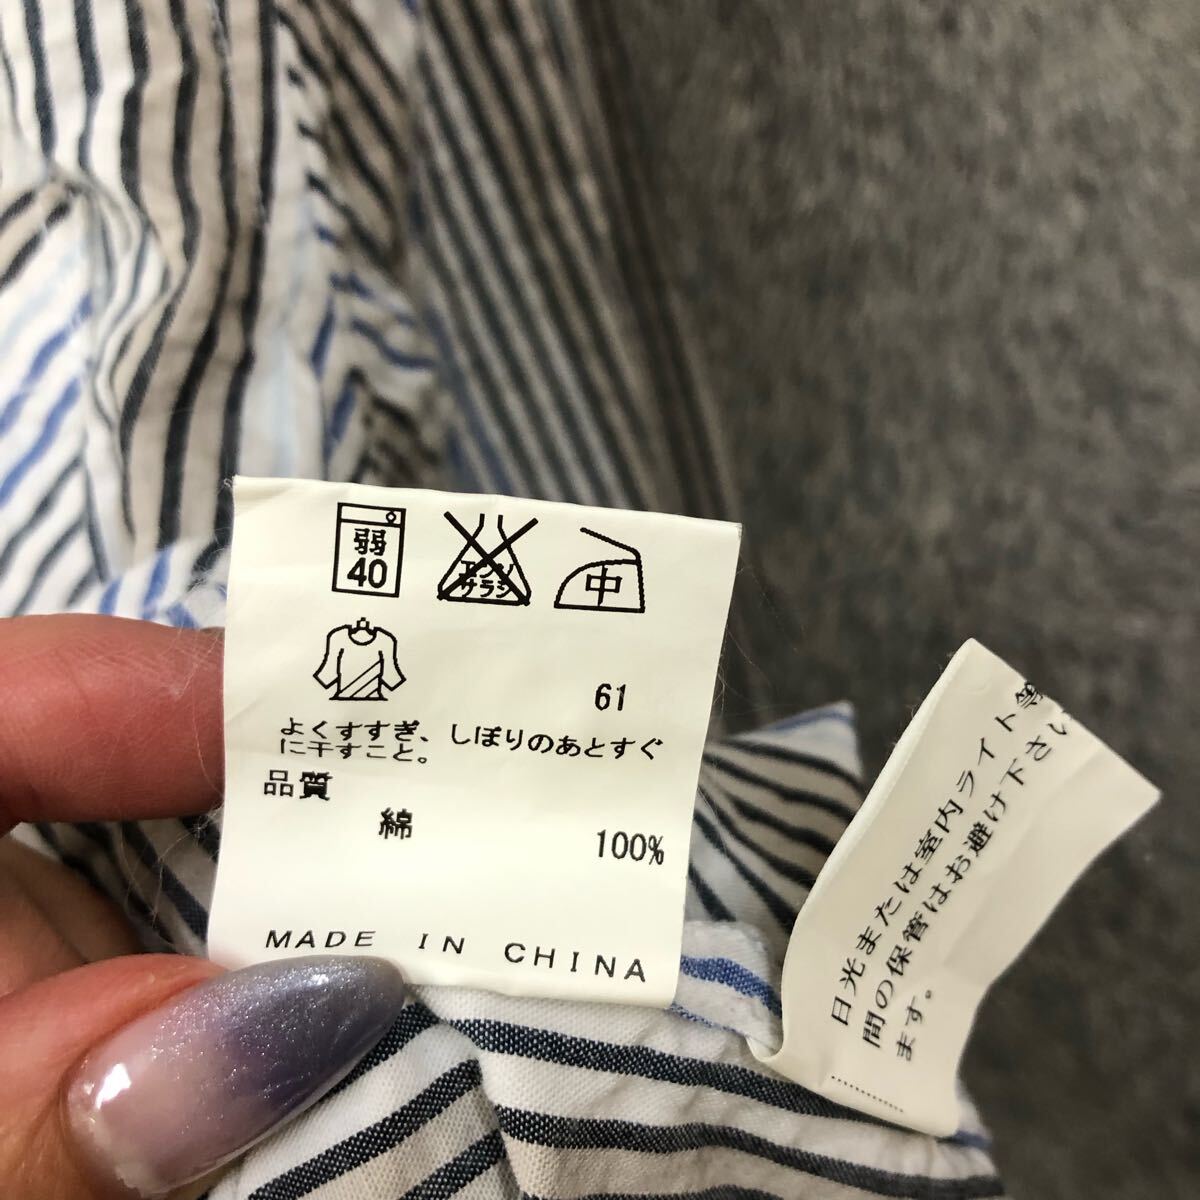 弱
40
エンソ
サラシ
中
61
よくすすぎ、しぼりのあとすぐ
に干すこと。
品質
綿 100%
MADE IN CHINA
日光または室内ライト等
間の保管はお避け下さい
ます。